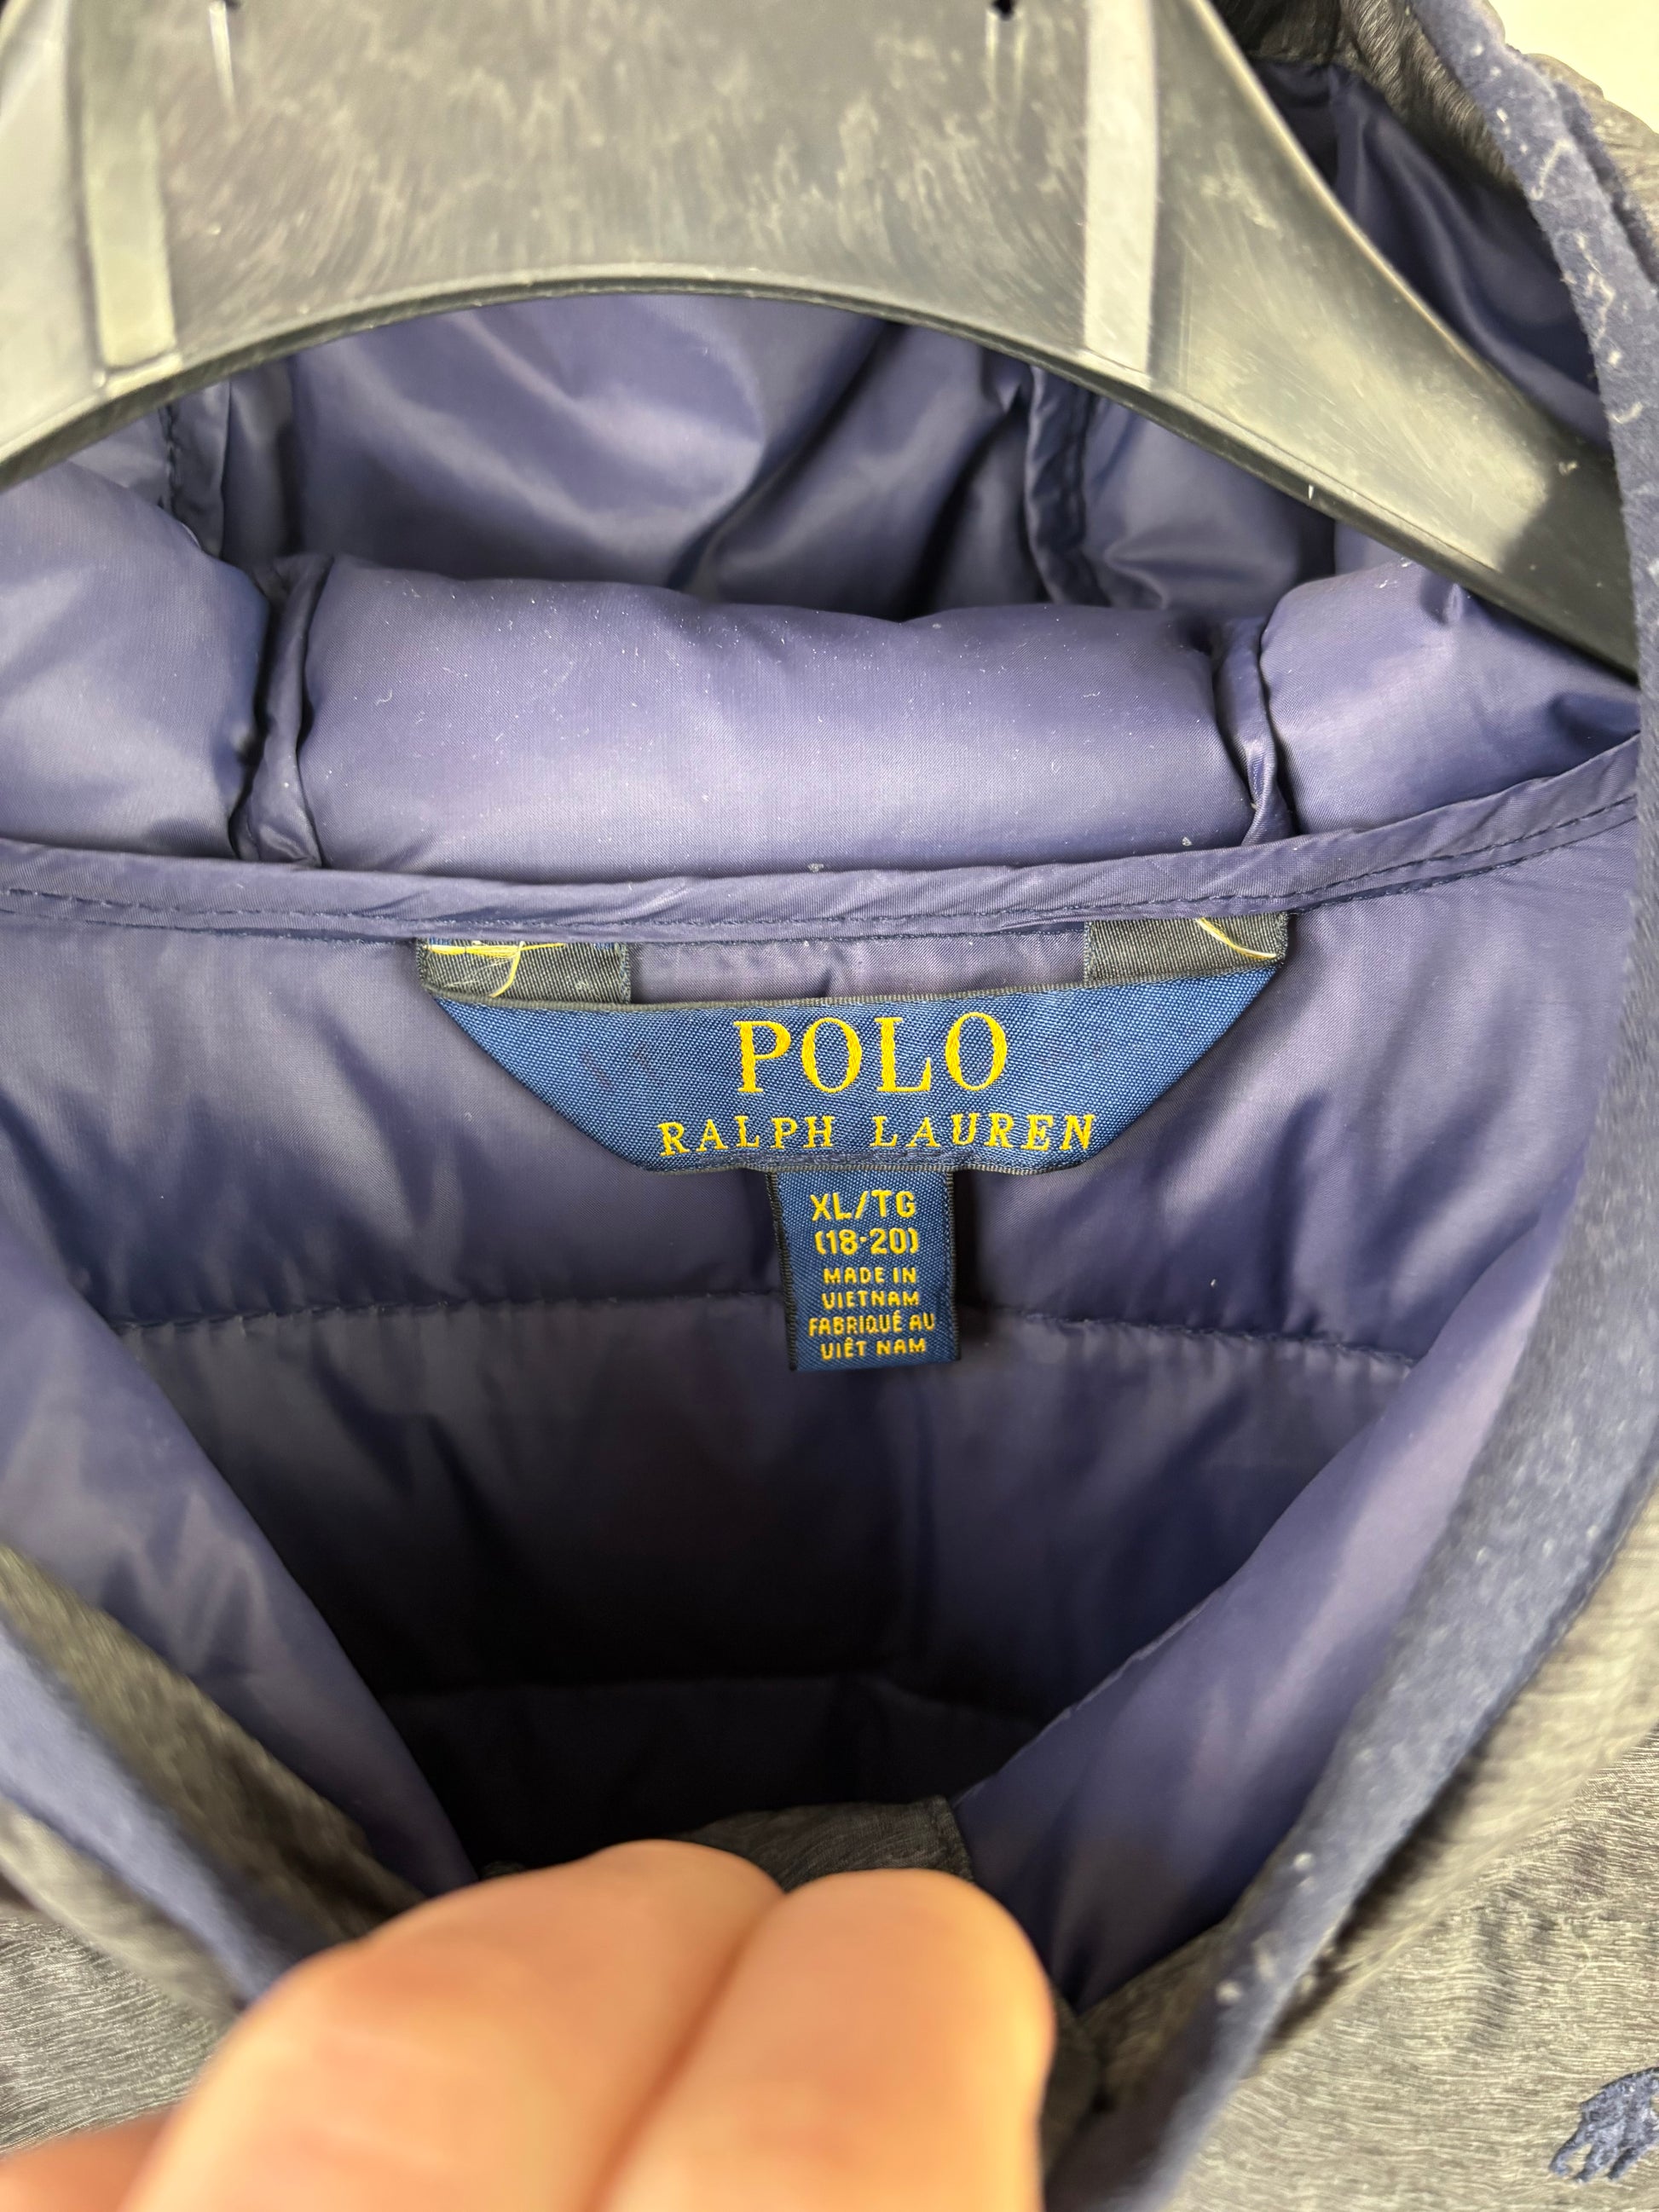 POLO
RALPH LAUREN
XL/TG
(18-20)
MADE IN
VIETNAM
FABRIQUÉ AU
VIÊT NAM